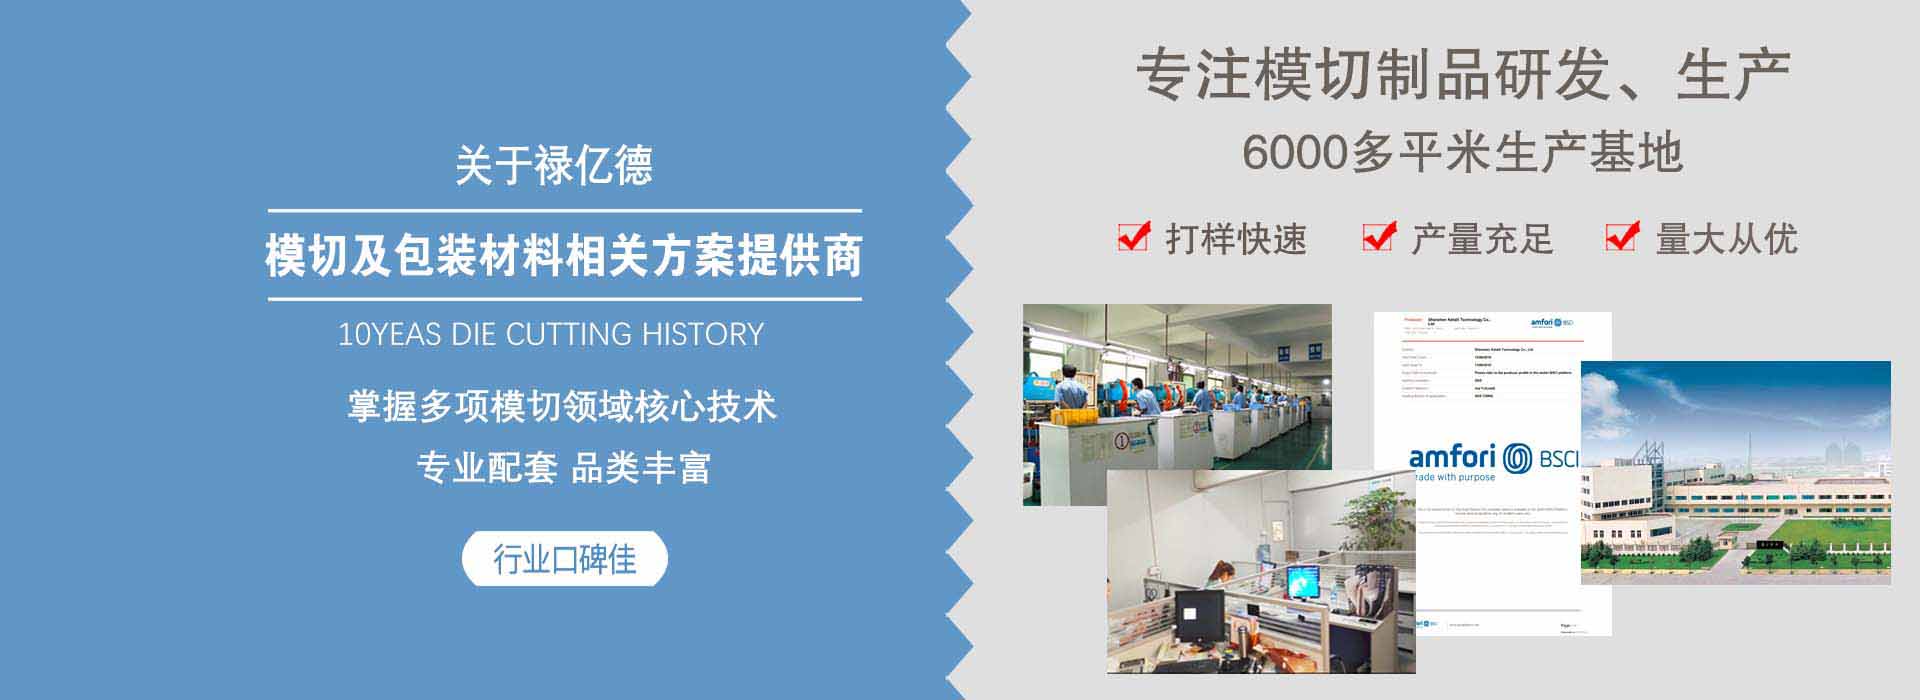 关于禄亿德
模切及包装材料相关方案提供商
10YEAS DIE CUTTING HISTORY
掌握多项模切领域核心技术
专业配套 品类丰富
行业口碑佳
专注模切制品研发、生产
6000多平米生产基地
打样快速
产量充足
量大从优
amfori BSCI
amfori BSCI
rade with purpose